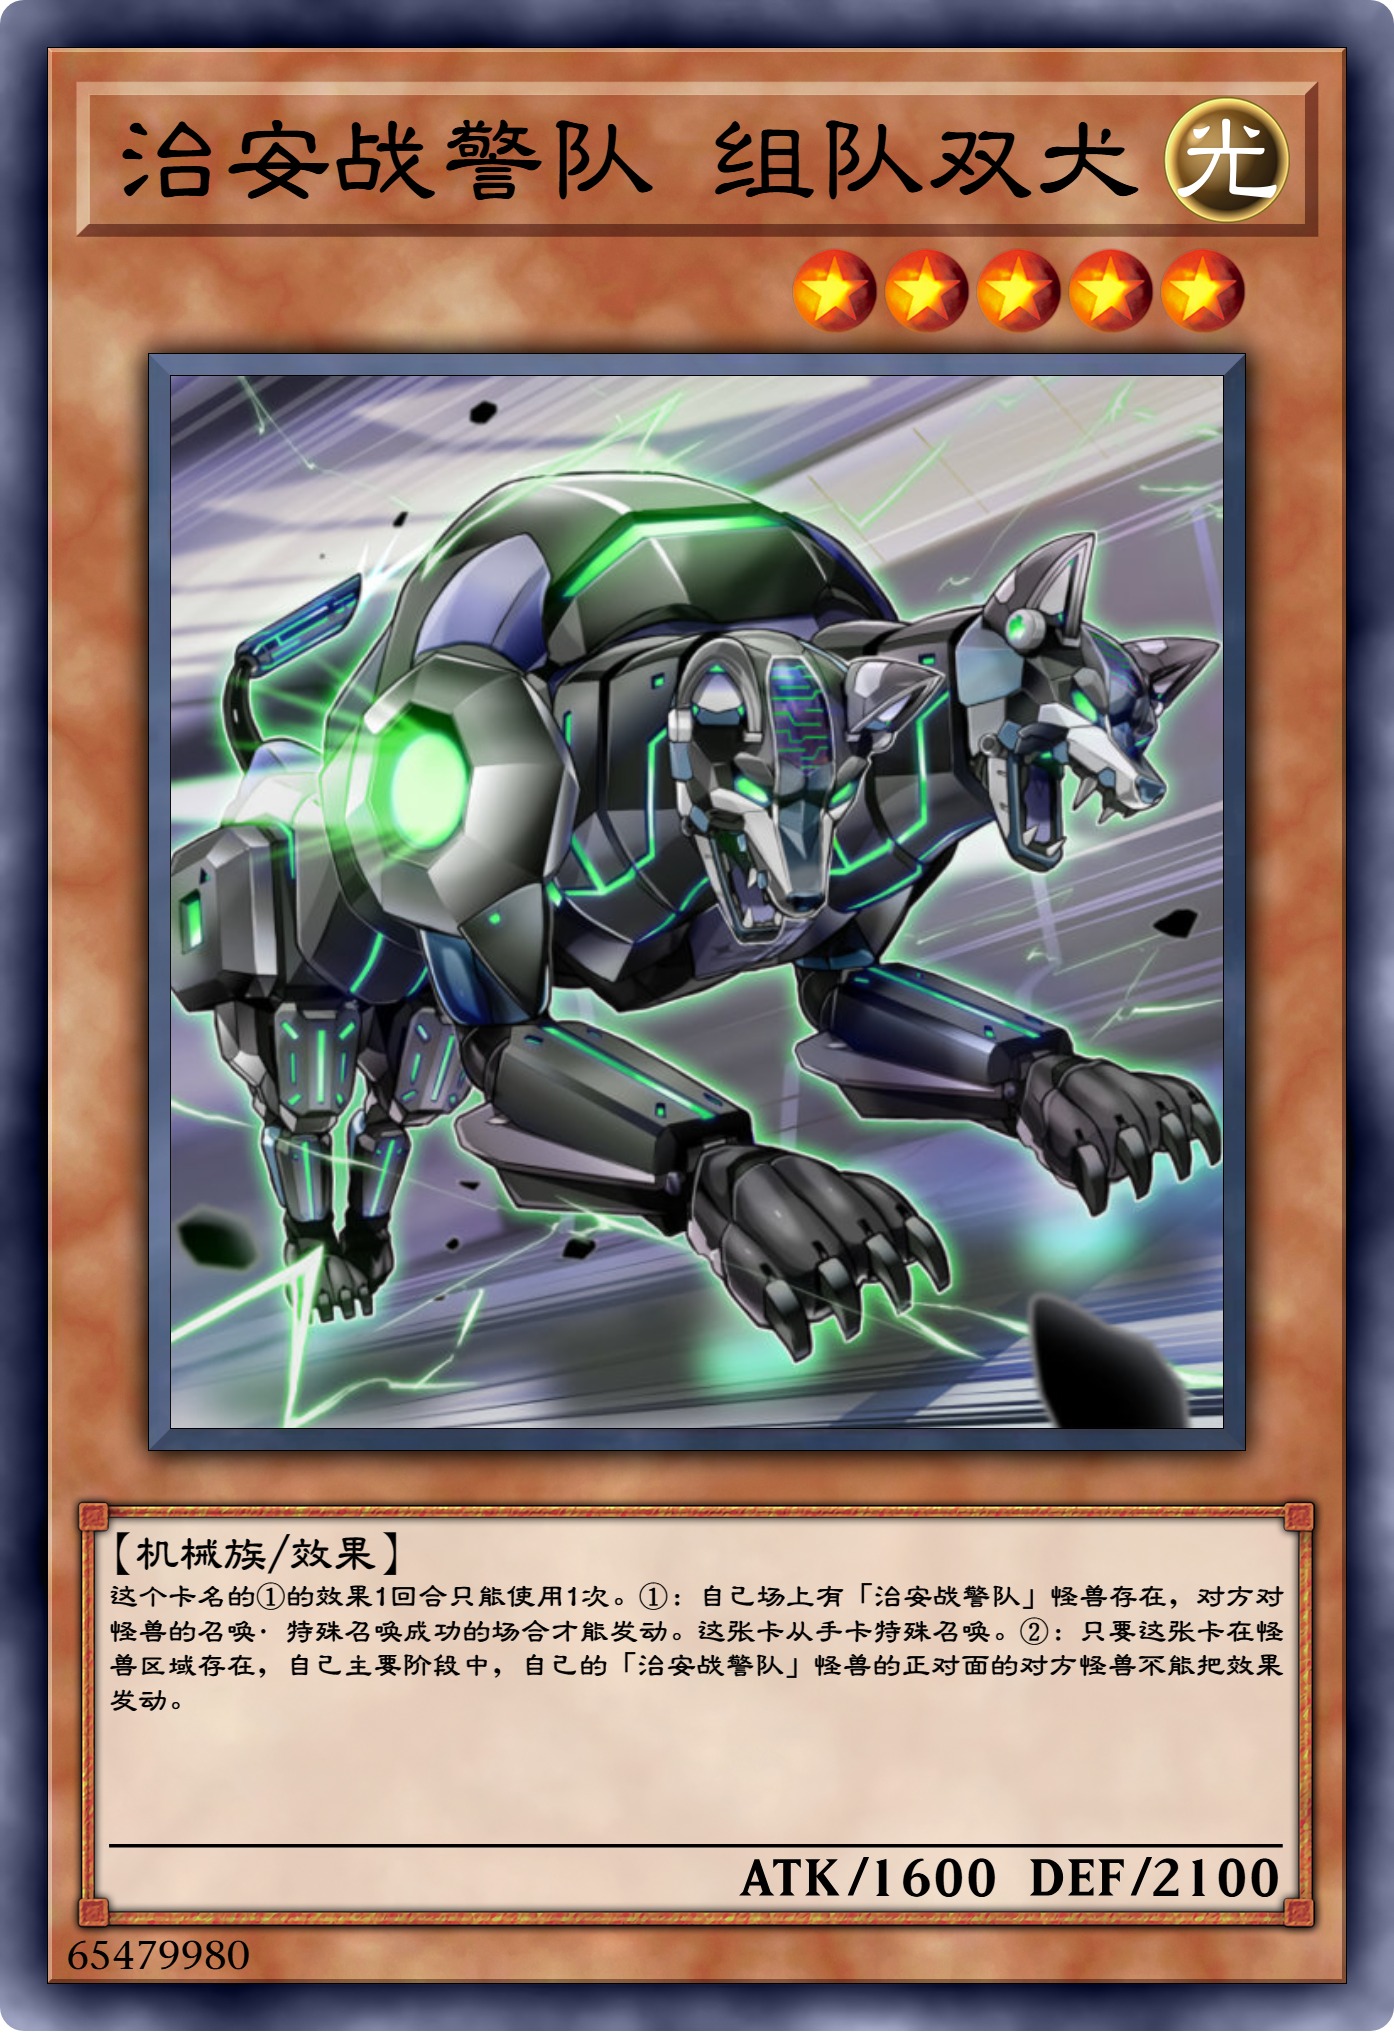 治安战警队 组队双犬 光
【机械族/效果】
这个卡名的①的效果1回合只能使用1次。①：自己场上有「治安战警队」怪兽存在，对方对
怪兽的召唤·特殊召唤成功的场合才能发动。这张卡从手卡特殊召唤。②：只要这张卡在怪
兽区域存在，自己主要阶段中，自己的「治安战警队」怪兽的正对面的对方怪兽不能把效果
发动。
ATK/1600 DEF/2100
65479980